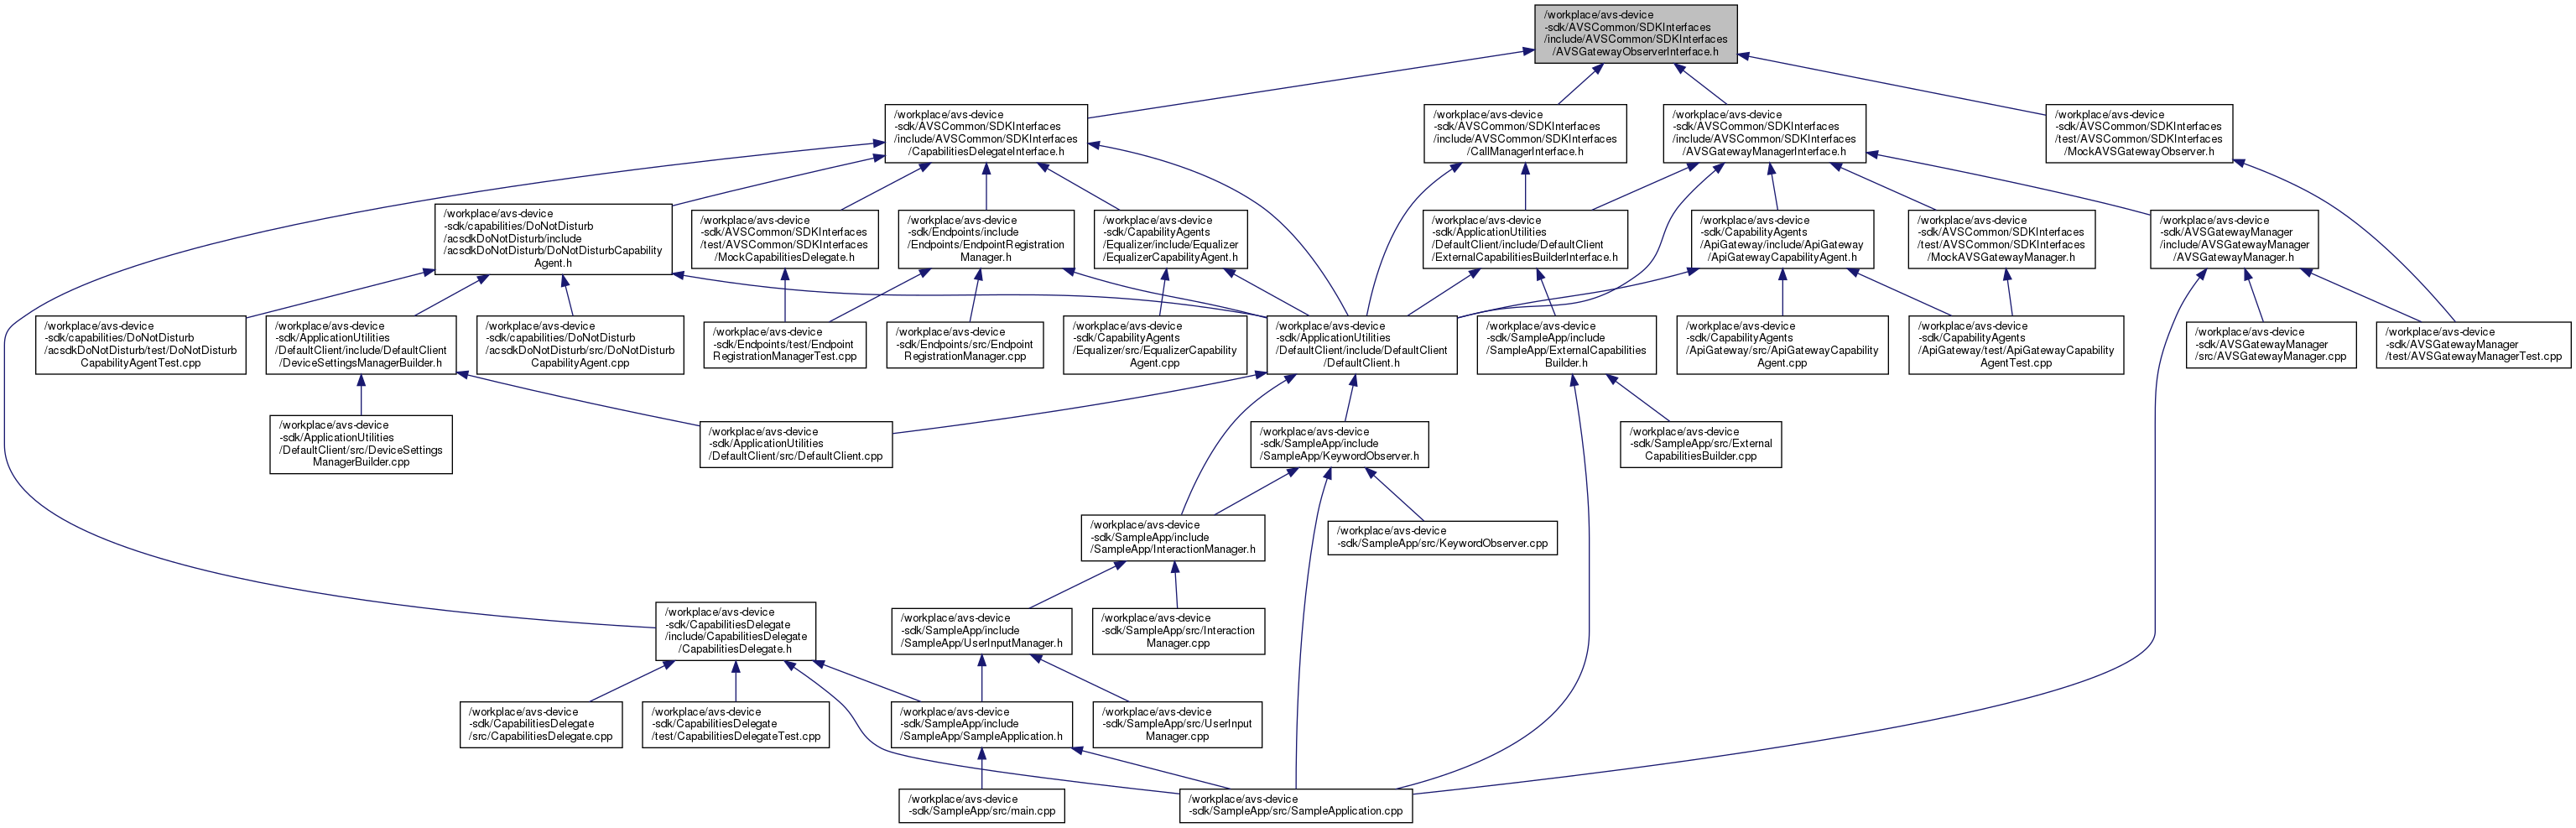 /workplace/avs-device
-sdk/AVSCommon/SDKInterfaces
/include/AVSCommon/SDKInterfaces
/AVSGatewayObserverInterface.h
/workplace/avs-device
-sdk/AVSCommon/SDKInterfaces
/include/AVSCommon/SDKInterfaces
/CapabilitiesDelegateInterface.h
/workplace/avs-device
-sdk/AVSCommon/SDKInterfaces
/include/AVSCommon/SDKInterfaces
/CallManagerInterface.h
/workplace/avs-device
-sdk/AVSCommon/SDKInterfaces
/include/AVSCommon/SDKInterfaces
/AVSGatewayManagerInterface.h
/workplace/avs-device
-sdk/AVSCommon/SDKInterfaces
/test/AVSCommon/SDKInterfaces
/MockAVSGatewayObserver.h
/workplace/avs-device
-sdk/capabilities/DoNotDisturb
/acsdkDoNotDisturb/include
/acsdkDoNotDisturb/DoNotDisturbCapability
Agent.h
/workplace/avs-device
-sdk/AVSCommon/SDKInterfaces
/test/AVSCommon/SDKInterfaces
/MockCapabilitiesDelegate.h
/workplace/avs-device
-sdk/Endpoints/include
/Endpoints/EndpointRegistration
Manager.h
/workplace/avs-device
-sdk/CapabilityAgents
/Equalizer/include/Equalizer
/EqualizerCapabilityAgent.h
/workplace/avs-device
-sdk/ApplicationUtilities
/DefaultClient/include/DefaultClient
/ExternalCapabilitiesBuilderInterface.h
/workplace/avs-device
-sdk/CapabilityAgents
/ApiGateway/include/ApiGateway
/ApiGatewayCapabilityAgent.h
/workplace/avs-device
-sdk/AVSCommon/SDKInterfaces
/test/AVSCommon/SDKInterfaces
/MockAVSGatewayManager.h
/workplace/avs-device
-sdk/AVSGatewayManager
/include/AVSGatewayManager
/AVSGatewayManager.h
/workplace/avs-device
-sdk/capabilities/DoNotDisturb
/acsdkDoNotDisturb/test/DoNotDisturb
CapabilityAgentTest.cpp
/workplace/avs-device
-sdk/ApplicationUtilities
/DefaultClient/include/DefaultClient
/DeviceSettingsManagerBuilder.h
/workplace/avs-device
-sdk/capabilities/DoNotDisturb
/acsdkDoNotDisturb/src/DoNotDisturb
CapabilityAgent.cpp
/workplace/avs-device
-sdk/Endpoints/test/Endpoint
RegistrationManagerTest.cpp
/workplace/avs-device
-sdk/Endpoints/src/Endpoint
RegistrationManager.cpp
/workplace/avs-device
-sdk/CapabilityAgents
/Equalizer/src/EqualizerCapability
Agent.cpp
/workplace/avs-device
-sdk/ApplicationUtilities
/DefaultClient/include/DefaultClient
/DefaultClient.h
/workplace/avs-device
-sdk/SampleApp/include
/SampleApp/ExternalCapabilities
Builder.h
/workplace/avs-device
-sdk/CapabilityAgents
/ApiGateway/src/ApiGatewayCapability
Agent.cpp
/workplace/avs-device
-sdk/CapabilityAgents
/ApiGateway/test/ApiGatewayCapability
AgentTest.cpp
/workplace/avs-device
-sdk/AVSGatewayManager
/src/AVSGatewayManager.cpp
/workplace/avs-device
-sdk/AVSGatewayManager
/test/AVSGatewayManagerTest.cpp
/workplace/avs-device
-sdk/ApplicationUtilities
/DefaultClient/src/DeviceSettings
ManagerBuilder.cpp
/workplace/avs-device
-sdk/ApplicationUtilities
/DefaultClient/src/DefaultClient.cpp
/workplace/avs-device
-sdk/SampleApp/include
/SampleApp/KeywordObserver.h
/workplace/avs-device
-sdk/SampleApp/src/External
CapabilitiesBuilder.cpp
/workplace/avs-device
-sdk/SampleApp/include
/SampleApp/InteractionManager.h
/workplace/avs-device
-sdk/SampleApp/src/KeywordObserver.cpp
/workplace/avs-device
-sdk/CapabilitiesDelegate
/include/CapabilitiesDelegate
/CapabilitiesDelegate.h
/workplace/avs-device
-sdk/SampleApp/include
/SampleApp/UserInputManager.h
/workplace/avs-device
-sdk/SampleApp/src/Interaction
Manager.cpp
/workplace/avs-device
-sdk/CapabilitiesDelegate
/src/CapabilitiesDelegate.cpp
/workplace/avs-device
-sdk/CapabilitiesDelegate
/test/CapabilitiesDelegateTest.cpp
/workplace/avs-device
-sdk/SampleApp/include
/SampleApp/SampleApplication.h
/workplace/avs-device
-sdk/SampleApp/src/UserInput
Manager.cpp
/workplace/avs-device
-sdk/SampleApp/src/main.cpp
/workplace/avs-device
-sdk/SampleApp/src/SampleApplication.cpp